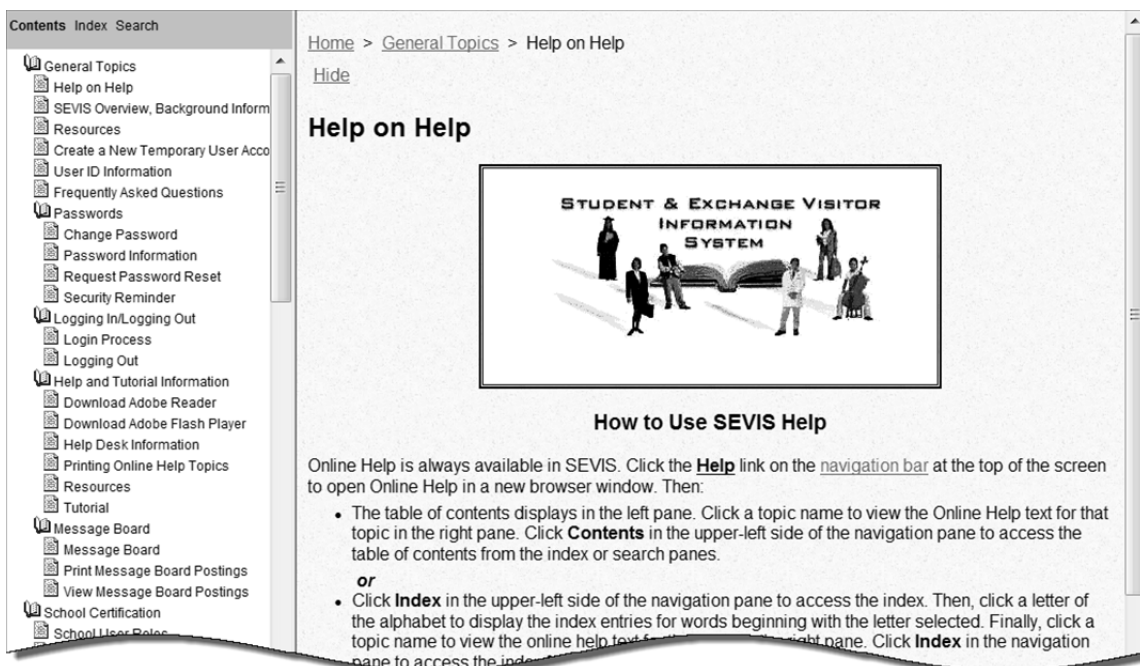 Contents Index Search
General Topics
Help on Help
SEVIS Overview, Background Inform
Resources
Create a New Temporary User Acco
User ID Information
Frequently Asked Questions
Passwords
Change Password
Password Information
Request Password Reset
Security Reminder
Logging In/Logging Out
Login Process
Logging Out
Help and Tutorial Information
Download Adobe Reader
Download Adobe Flash Player
Help Desk Information
Printing Online Help Topics
Resources
Tutorial
Message Board
Message Board
Print Message Board Postings
View Message Board Postings
School Certification
School User Roles
Home > General Topics > Help on Help
Hide
Help on Help
STUDENT & EXCHANGE VISITOR
INFORMATION
SYSTEM
How to Use SEVIS Help
Online Help is always available in SEVIS. Click the Help link on the navigation bar at the top of the screen
to open Online Help in a new browser window. Then:
• The table of contents displays in the left pane. Click a topic name to view the Online Help text for that
topic in the right pane. Click Contents in the upper-left side of the navigation pane to access the
table of contents from the index or search panes.
or
• Click Index in the upper-left side of the navigation pane to access the index. Then, click a letter of
the alphabet to display the index entries for words beginning with the letter selected. Finally, click a
topic name to view the online help text right pane. Click Index in the navigation
pane to access the